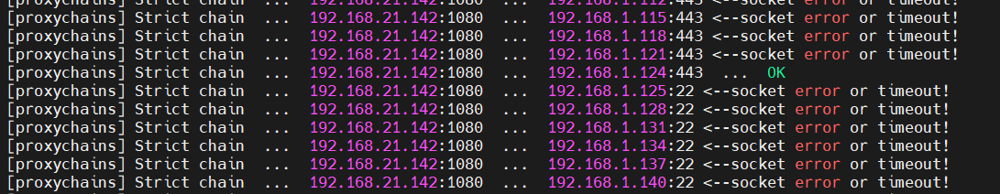 [proxychains] Strict chain ... 192.168.21.142:1080 ... 192.168.1.112:443 <--socket error or timeout!
[proxychains] Strict chain ... 192.168.21.142:1080 ... 192.168.1.115:443 <--socket error or timeout!
[proxychains] Strict chain ... 192.168.21.142:1080 ... 192.168.1.118:443 <--socket error or timeout!
[proxychains] Strict chain ... 192.168.21.142:1080 ... 192.168.1.121:443 <--socket error or timeout!
[proxychains] Strict chain ... 192.168.21.142:1080 ... 192.168.1.124:443 ... OK
[proxychains] Strict chain ... 192.168.21.142:1080 ... 192.168.1.125:22 <--socket error or timeout!
[proxychains] Strict chain ... 192.168.21.142:1080 ... 192.168.1.128:22 <--socket error or timeout!
[proxychains] Strict chain ... 192.168.21.142:1080 ... 192.168.1.131:22 <--socket error or timeout!
[proxychains] Strict chain ... 192.168.21.142:1080 ... 192.168.1.134:22 <--socket error or timeout!
[proxychains] Strict chain ... 192.168.21.142:1080 ... 192.168.1.137:22 <--socket error or timeout!
[proxychains] Strict chain ... 192.168.21.142:1080 ... 192.168.1.140:22 <--socket error or timeout!